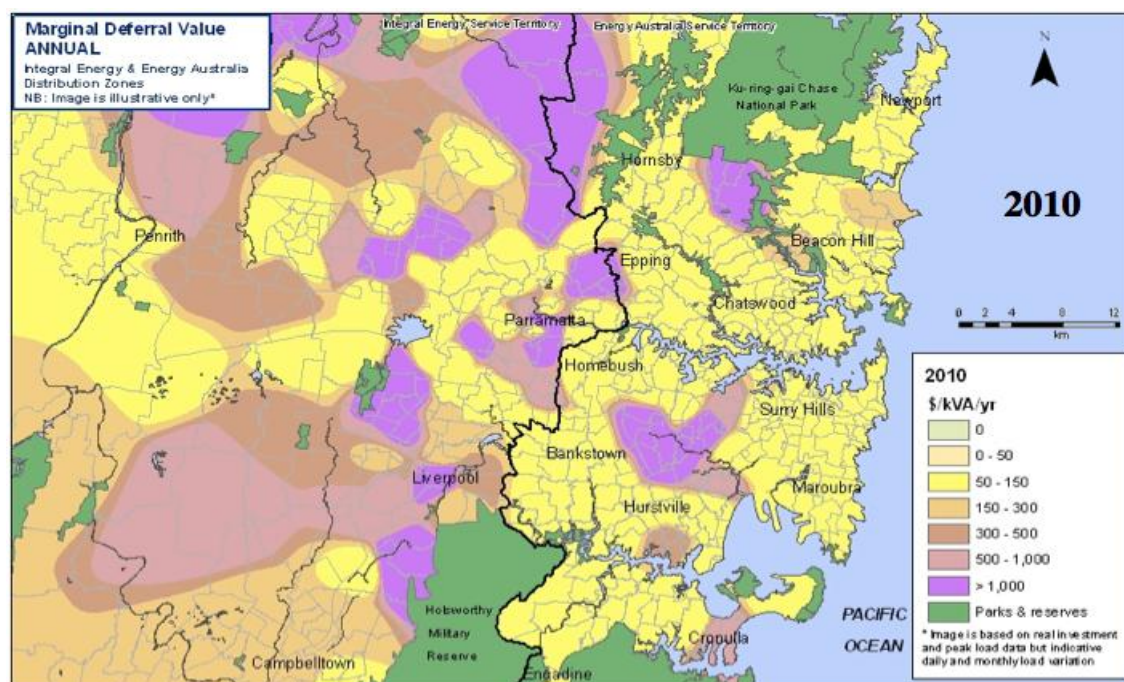 Marginal Deferral Value
ANNUAL
Integral Energy & Energy Australia
Distribution Zones
NB: Image is illustrative only*
Integral Energy Service Territory
Energy Australia Service Territory
N
Ku-ring-gai Chase
National Park
Newport
Hornsby
2010
Penrith
Beacon Hill
Epping
Chatswood
0 2 4 8 12
km
Parramatta
Homebush
Surry Hills
Bankstown
Liverpool
Maroubra
Hurstville
Holsworthy
Military
Reserve
PACIFIC
OCEAN
Cronulla
Campbelltown
Engadine
2010
$/kVA/yr
0
0 - 50
50 - 150
150 - 300
300 - 500
500 - 1,000
> 1,000
Parks & reserves
* Image is based on real investment
and peak load data but indicative
daily and monthly load variation